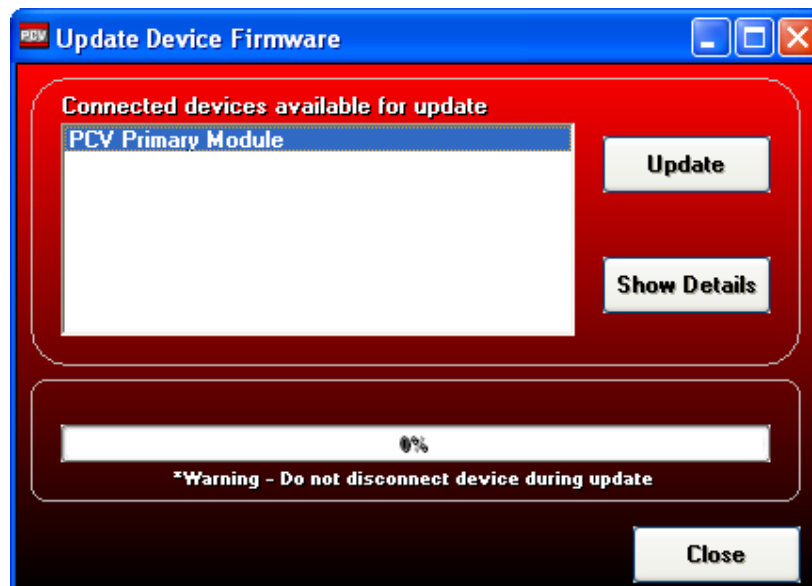 PCV Update Device Firmware
Connected devices available for update
PCV Primary Module
Update
Show Details
0%
*Warning - Do not disconnect device during update
Close